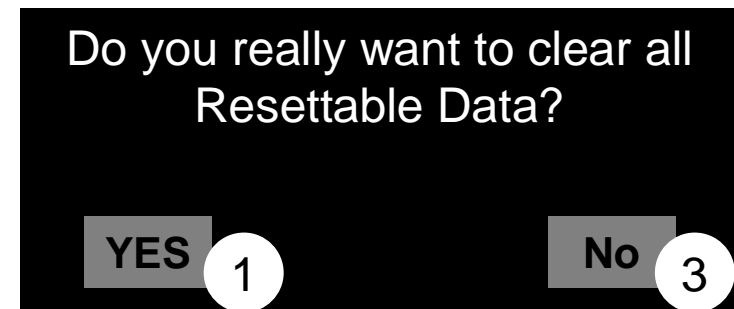 Do you really want to clear all
Resettable Data?
YES 1 No 3